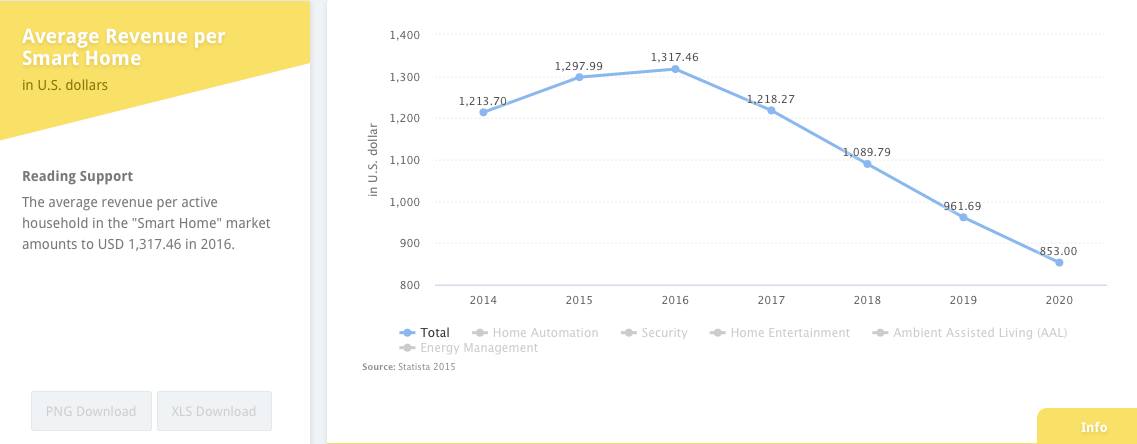 Average Revenue per
Smart Home
in U.S. dollars
Reading Support
The average revenue per active
household in the "Smart Home" market
amounts to USD 1,317.46 in 2016.
PNG Download XLS Download
in U.S. dollar
1,400
1,300
1,200
1,100
1,000
900
800
1,213.70
1,297.99
1,317.46
1,218.27
1,089.79
961.69
853.00
2014 2015 2016 2017 2018 2019 2020
Total Home Automation Security Home Entertainment Ambient Assisted Living (AAL)
Energy Management
Source: Statista 2015
Info